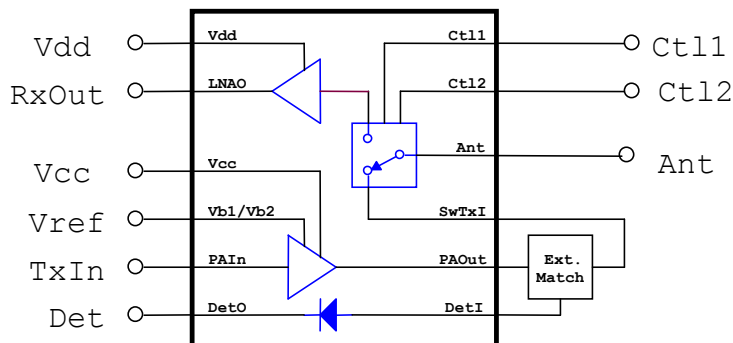 Vdd Vdd Ctl1 Ctl1
RxOut LNAO Ctl2 Ctl2
Ant Ant
Vcc Vcc
Vref Vb1/Vb2 SwTxI
TxIn PAIn PAOut Ext.
Match
Det DetO DetI